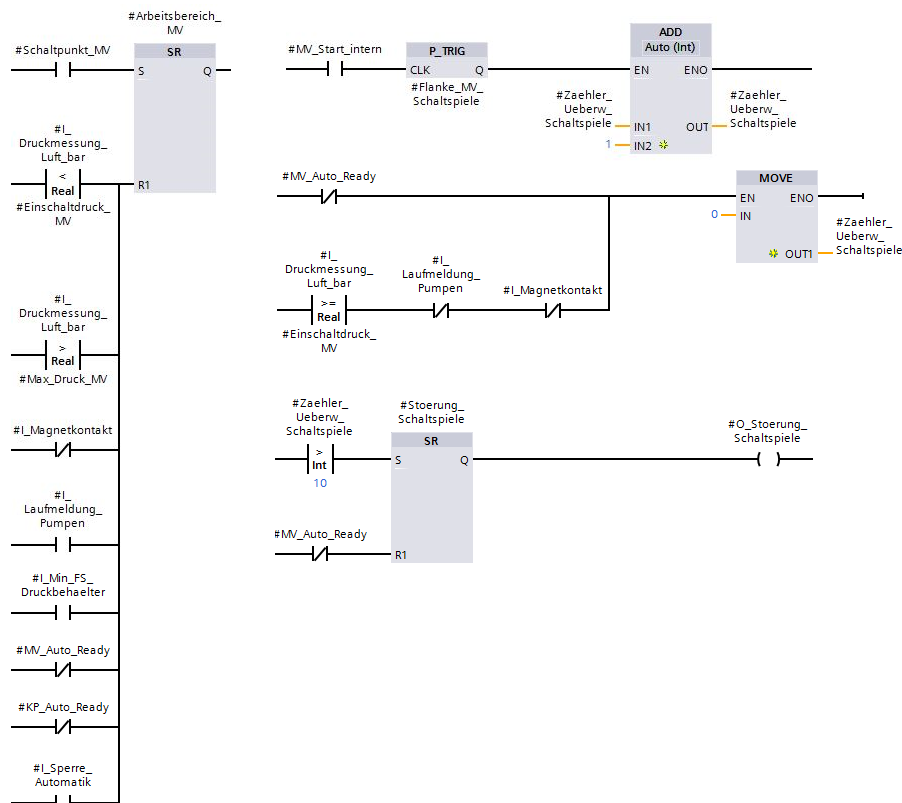 #Arbeitsbereich_
MV
#Schaltpunkt_MV
SR
S
Q
#I_
Druckmessung_
Luft_bar
<
Real
R1
#Einschaltdruck_
MV
#I_
Druckmessung_
Luft_bar
>
Real
#Max_Druck_MV
#I_Magnetkontakt
#I_
Laufmeldung_
Pumpen
#I_Min_FS_
Druckbehaelter
#MV_Auto_Ready
#KP_Auto_Ready
#I_Sperre_
Automatik
#MV_Start_intern
P_TRIG
CLK
Q
#Flanke_MV_
Schaltspiele
ADD
Auto (Int)
EN
ENO
#Zaehler_
Ueberw_
Schaltspiele
IN1
1
IN2
OUT
#Zaehler_
Ueberw_
Schaltspiele
#MV_Auto_Ready
MOVE
EN
ENO
0
IN
OUT1
#Zaehler_
Ueberw_
Schaltspiele
#I_
Druckmessung_
Luft_bar
>=
Real
#Einschaltdruck_
MV
#I_
Laufmeldung_
Pumpen
#I_Magnetkontakt
#Zaehler_
Ueberw_
Schaltspiele
>
Int
10
#Stoerung_
Schaltspiele
SR
S
Q
#O_Stoerung_
Schaltspiele
#MV_Auto_Ready
R1